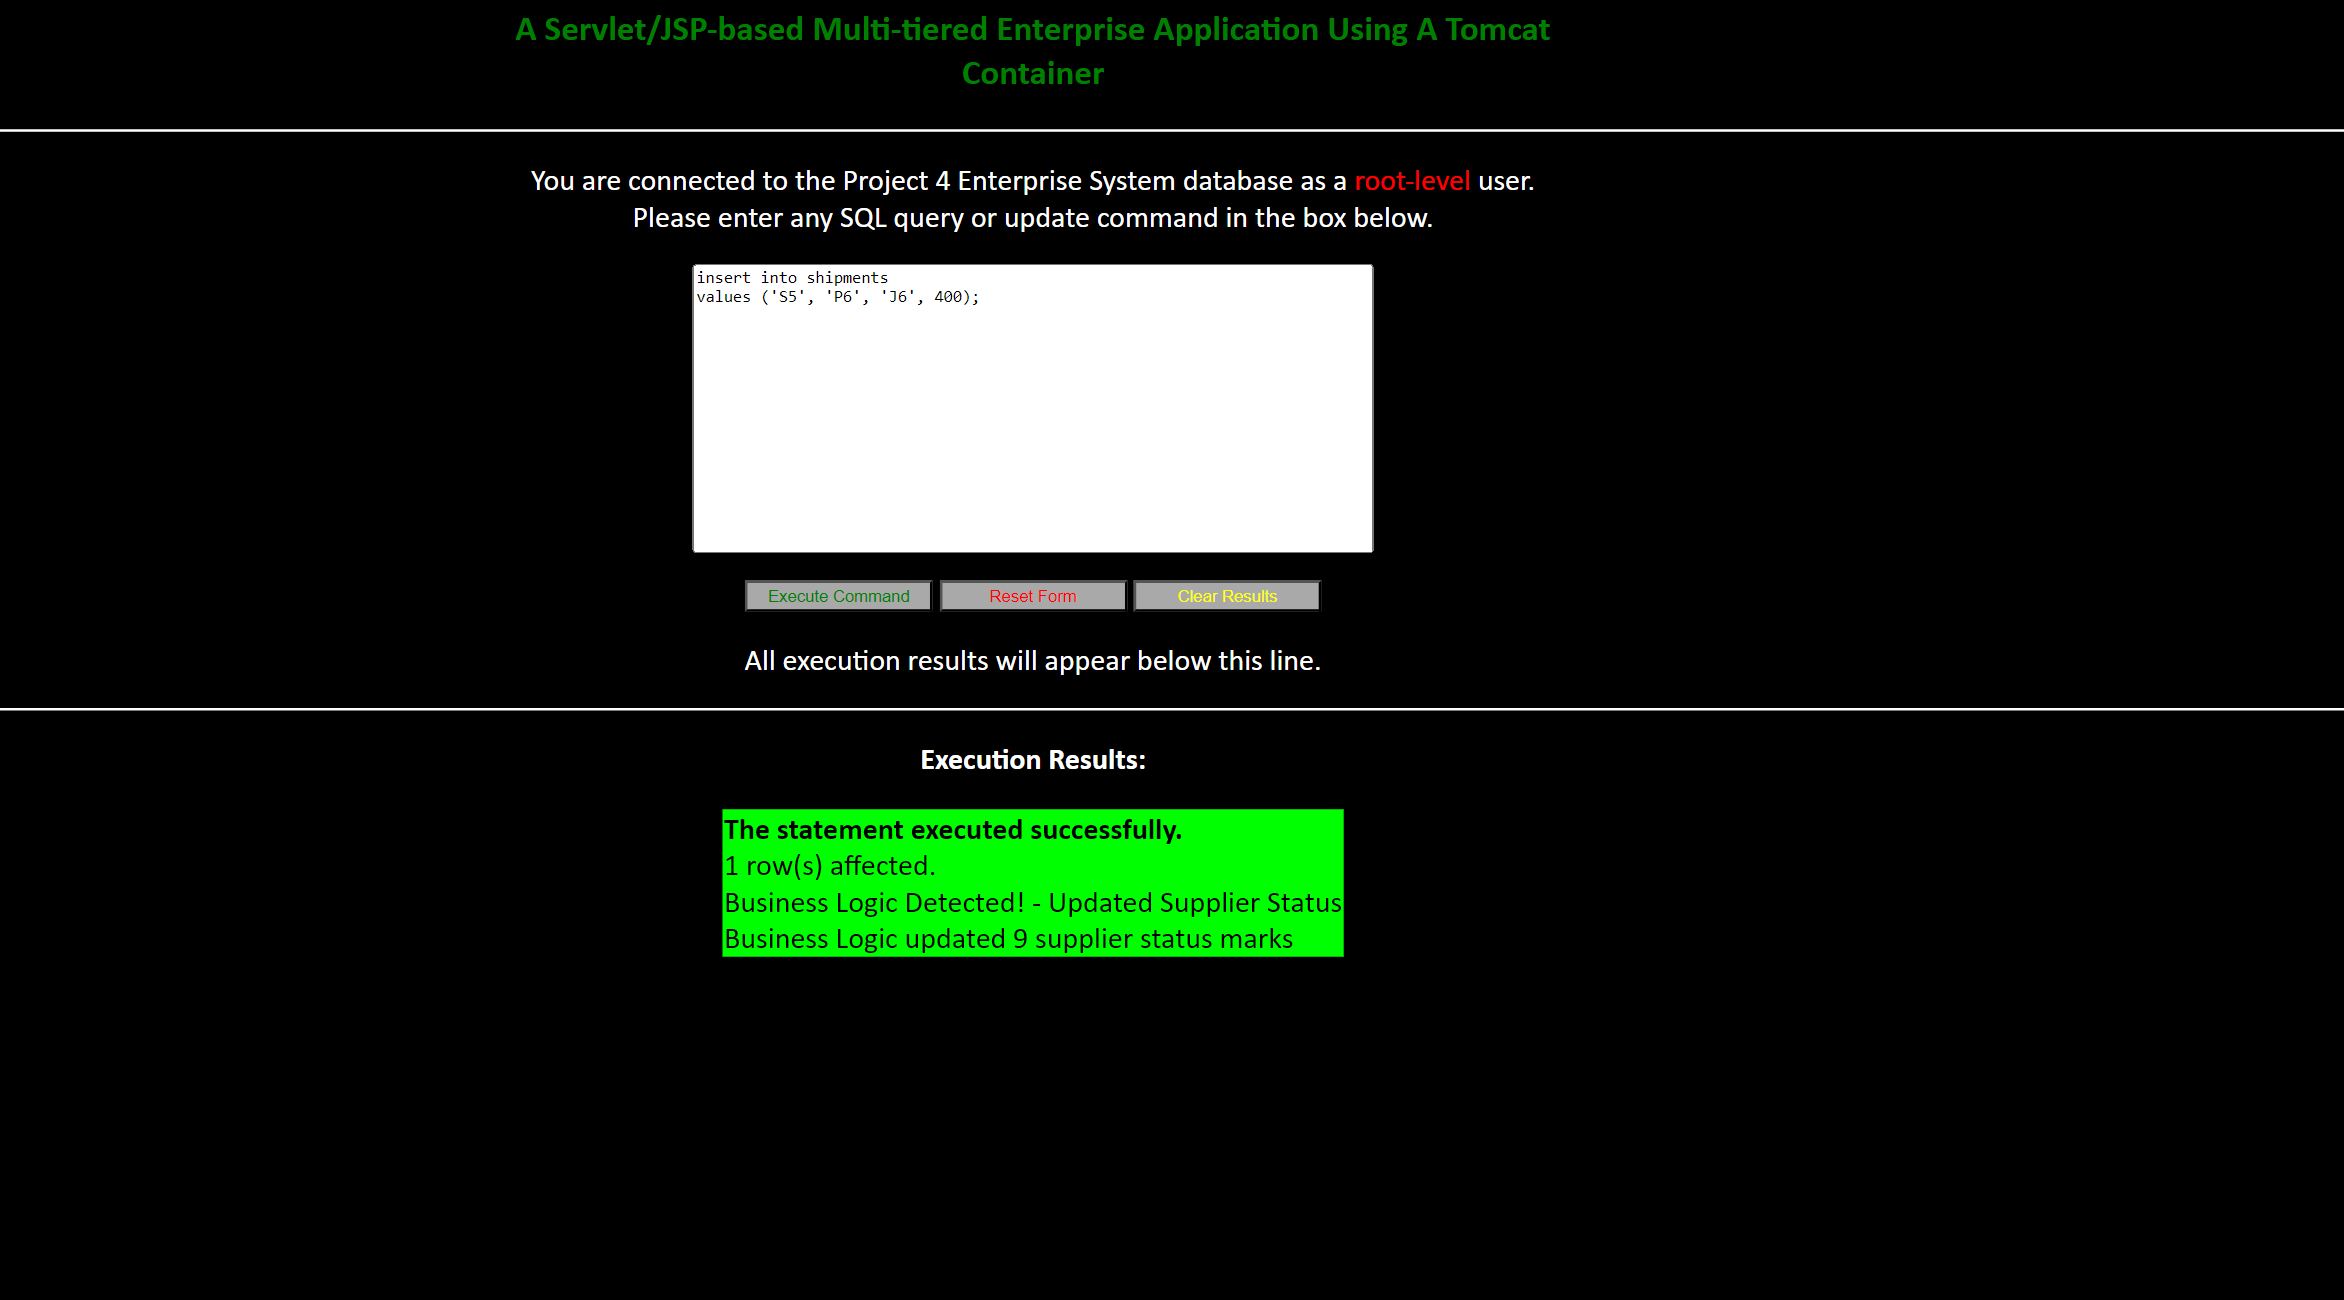 A Servlet/JSP-based Multi-tiered Enterprise Application Using A Tomcat
Container
You are connected to the Project 4 Enterprise System database as a root-level user.
Please enter any SQL query or update command in the box below.
insert into shipments
values ('S5', 'P6', 'J6', 400);
Execute Command Reset Form Clear Results
All execution results will appear below this line.
Execution Results:
The statement executed successfully.
1 row(s) affected.
Business Logic Detected! - Updated Supplier Status
Business Logic updated 9 supplier status marks